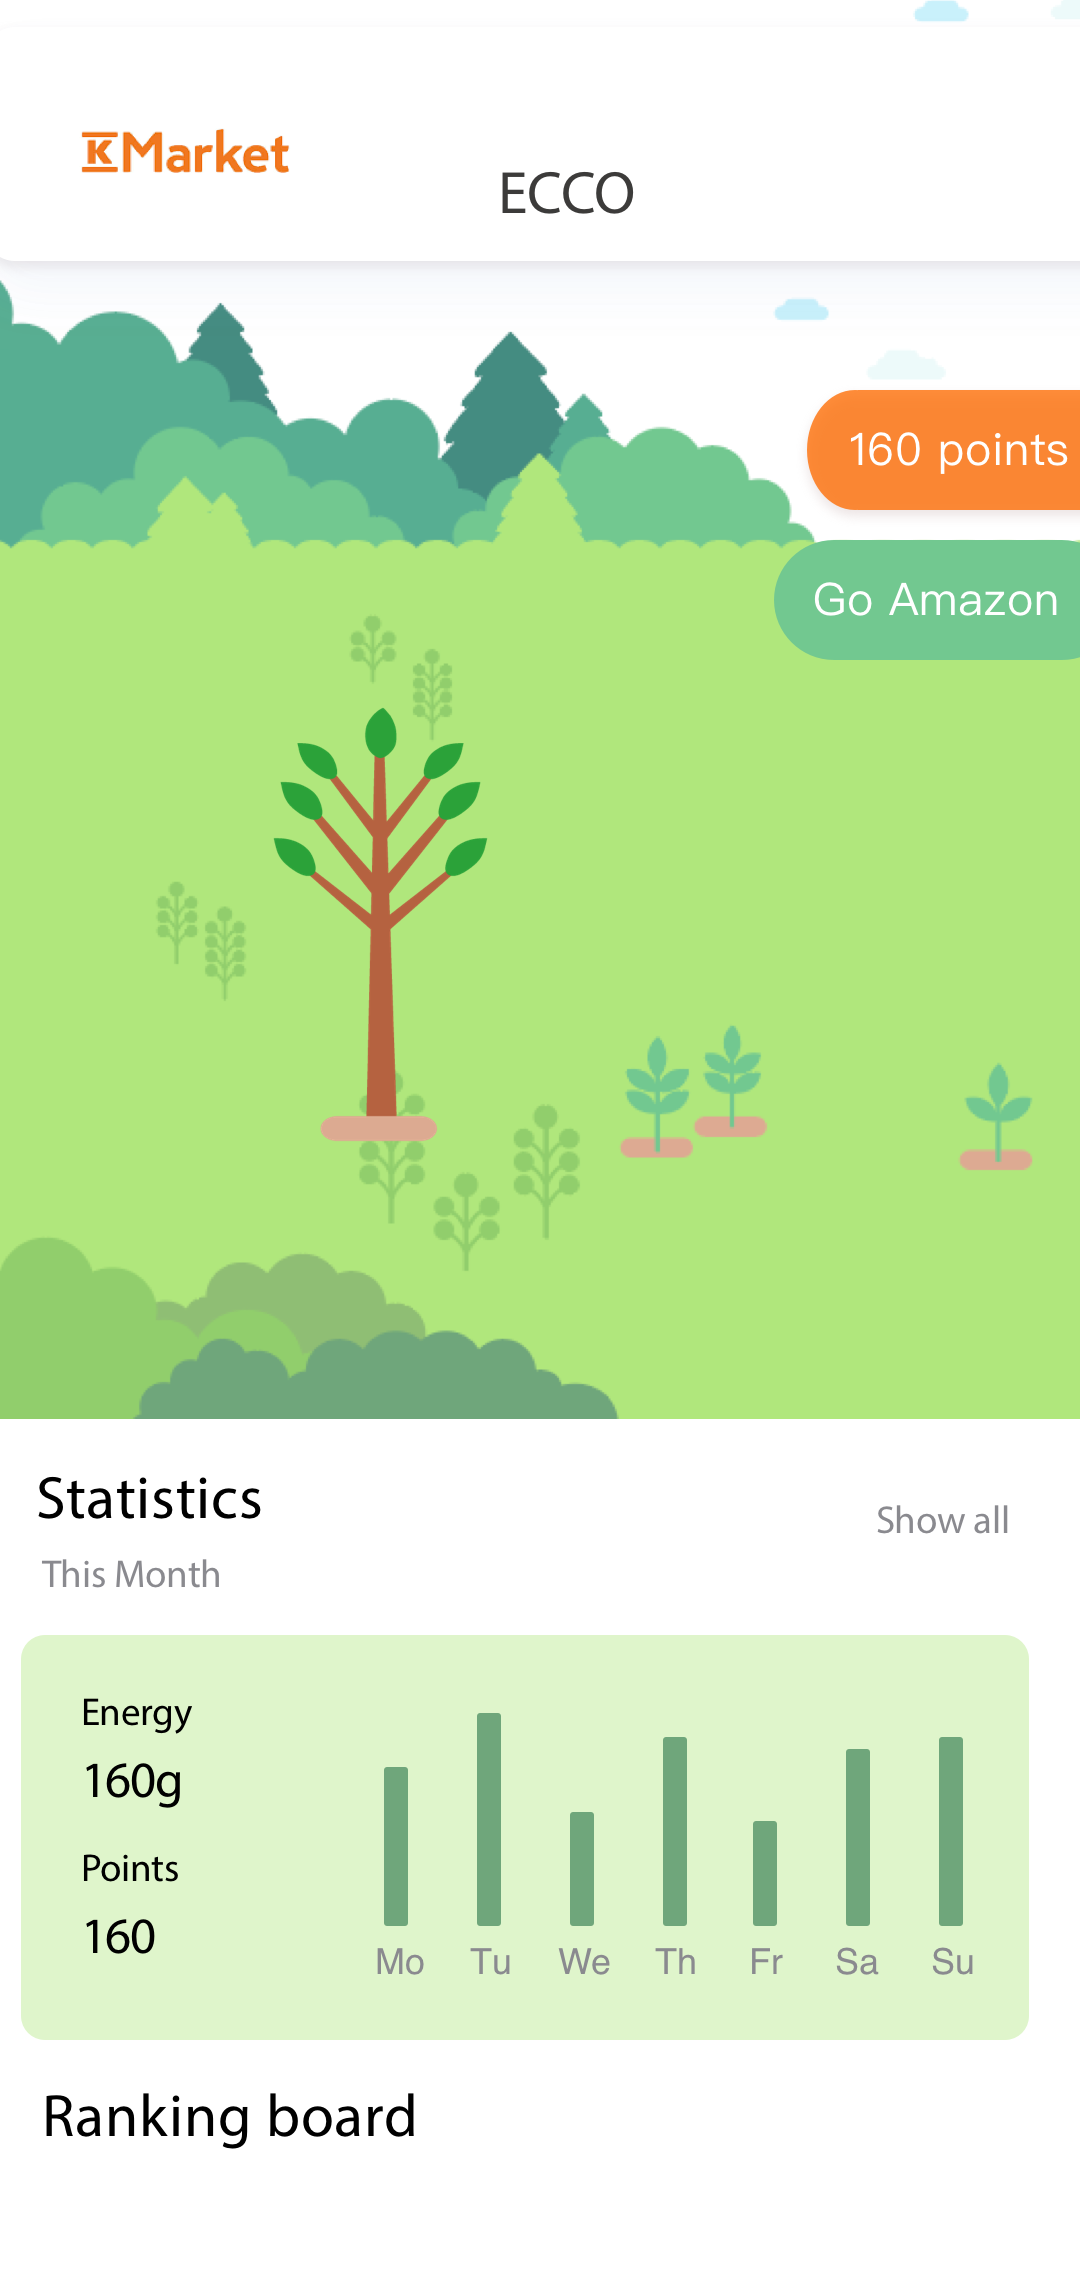 K Market
ECCO
160 points
Go Amazon
Statistics
Show all
This Month
Energy
160g
Points
160
Mo Tu We Th Fr Sa Su
Ranking board